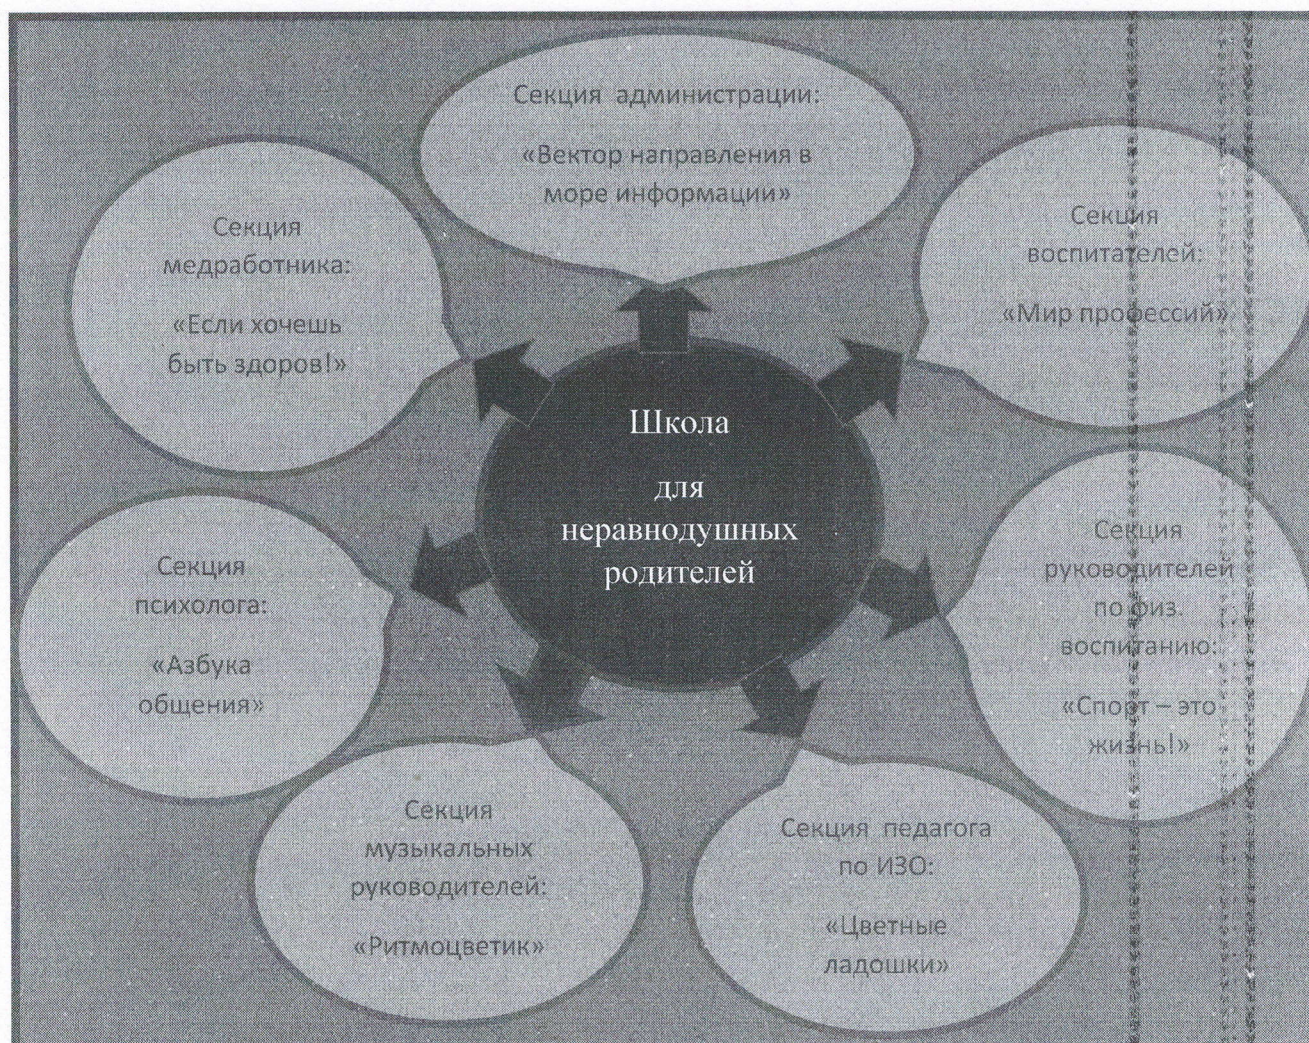 Секция администрации:
«Вектор направления в
море информации»
Секция
медработника:
«Если хочешь
быть здоров!»
Секция
воспитателей:
«Мир профессий»
Школа
для
неравнодушных
родителей
Секция
психолога:
«Азбука
общения»
Секция
руководителей
по физ.
воспитанию:
«Спорт – это
жизнь!»
Секция
музыкальных
руководителей:
«Ритмоцветик»
Секция педагога
по ИЗО:
«Цветные
ладошки»